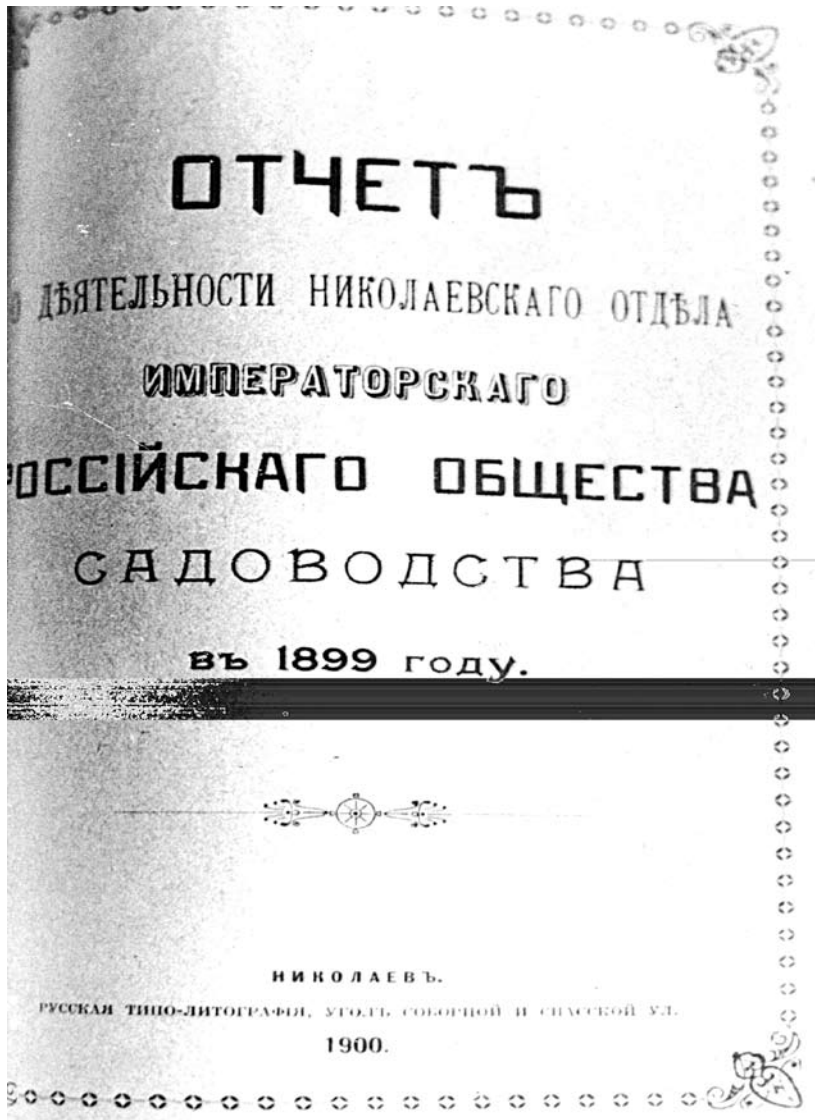 ОТЧЕТЪ
О ДѢЯТЕЛЬНОСТИ НИКОЛАЕВСКАГО ОТДѢЛА
ИМПЕРАТОРСКАГО
РОССІЙСКАГО ОБЩЕСТВА
САДОВОДСТВА
въ 1899 году.
НИКОЛАЕВЪ.
РУССКАЯ ТИПО-ЛИТОГРАФІЯ, УГОЛЪ СОБОРНОЙ И СПАССКОЙ УЛ.
1900.